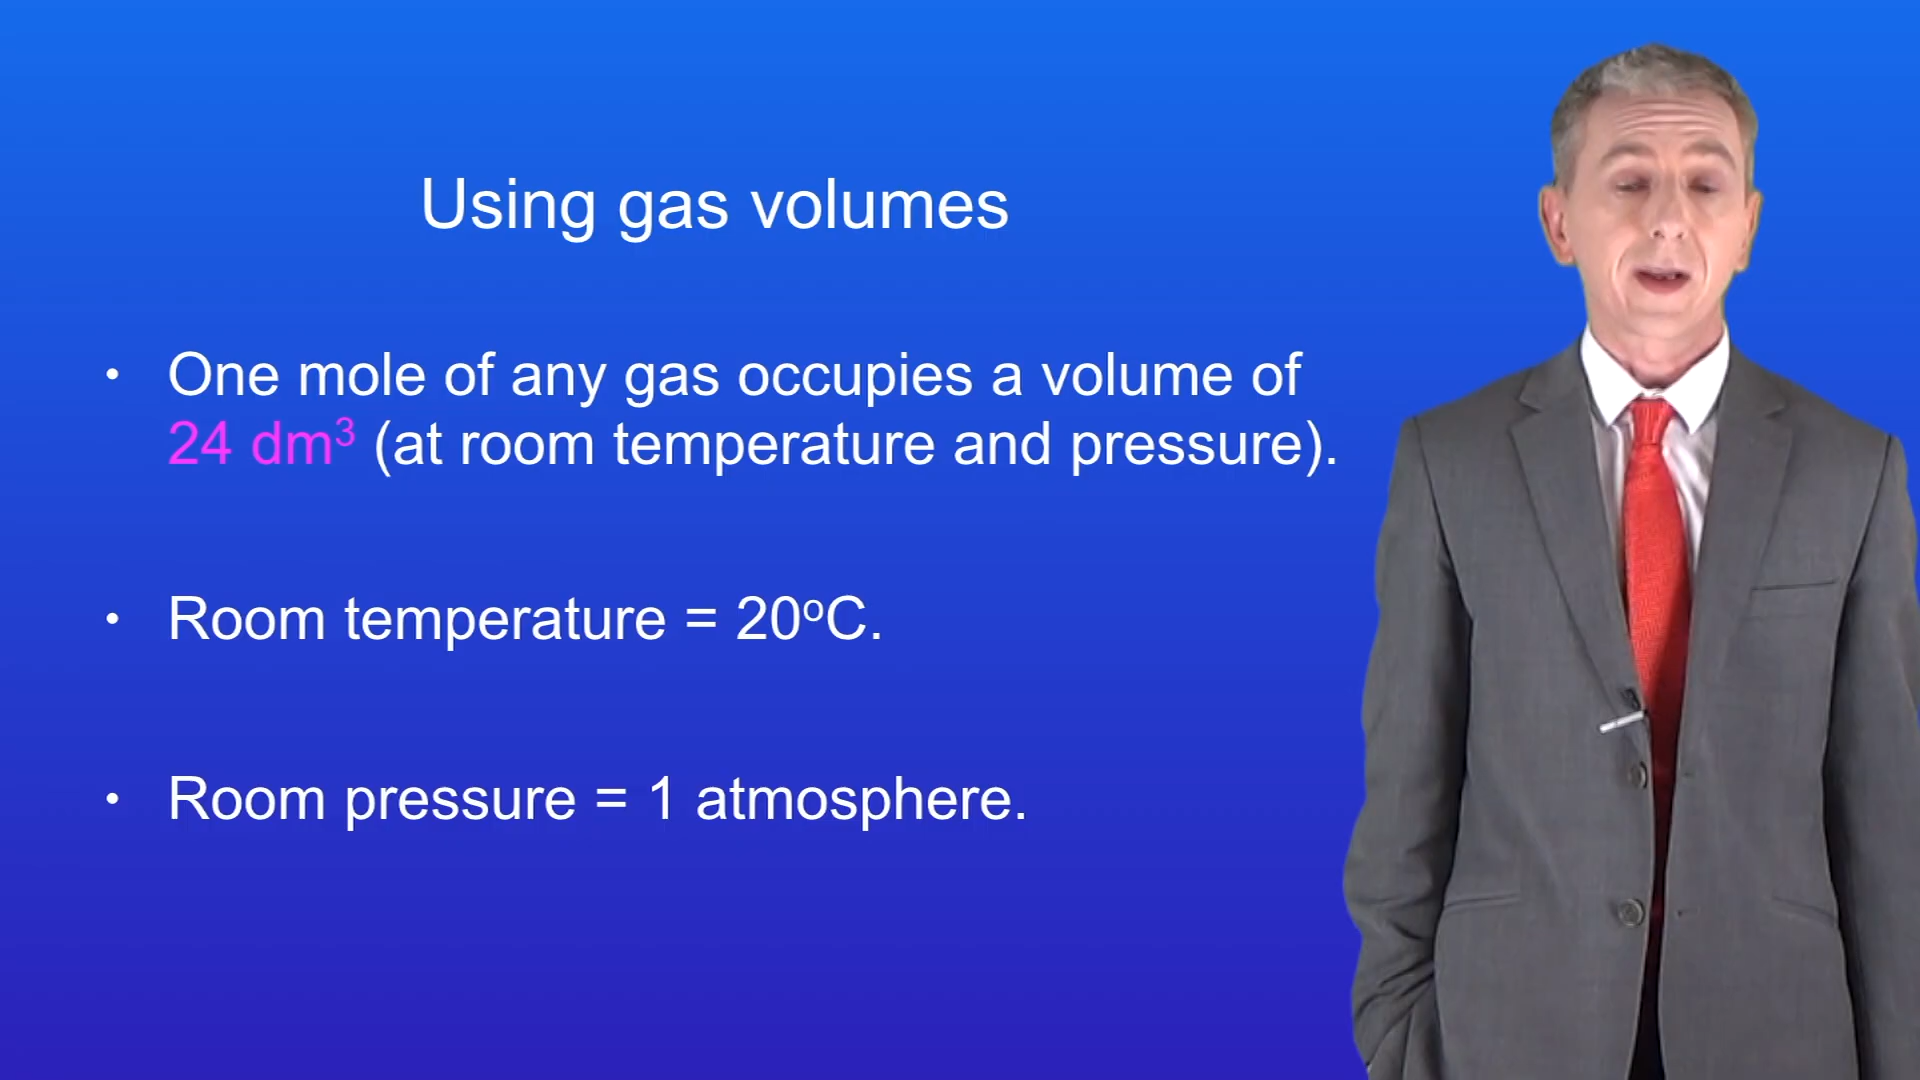 Using gas volumes
• One mole of any gas occupies a volume of
24 dm³ (at room temperature and pressure).
• Room temperature = 20ºC.
• Room pressure = 1 atmosphere.